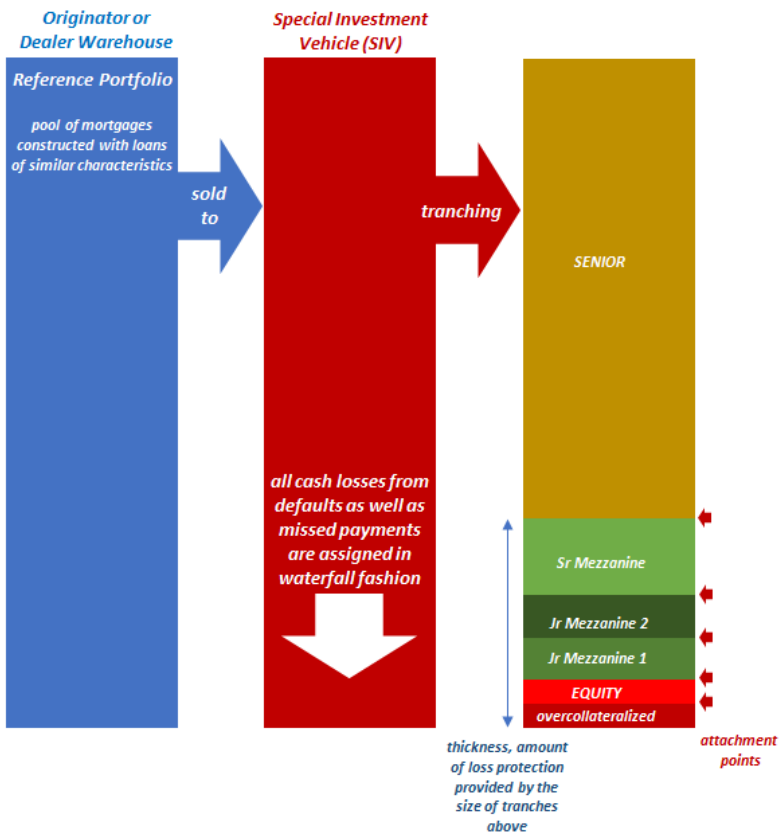 Originator or
Dealer Warehouse
Special Investment
Vehicle (SIV)
Reference Portfolio
pool of mortgages
constructed with loans
of similar characteristics
sold
to
tranching
SENIOR
all cash losses from
defaults as well as
missed payments
are assigned in
waterfall fashion
Sr Mezzanine
Jr Mezzanine 2
Jr Mezzanine 1
EQUITY
overcollateralized
thickness, amount
of loss protection
provided by the
size of tranches
above
attachment
points